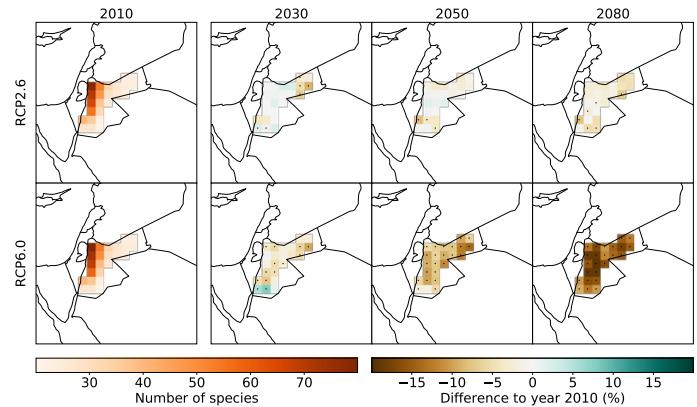 2010 2030 2050 2080
RCP2.6
RCP6.0
30 40 50 60 70
Number of species
−15 −10 −5 0 5 10 15
Difference to year 2010 (%)